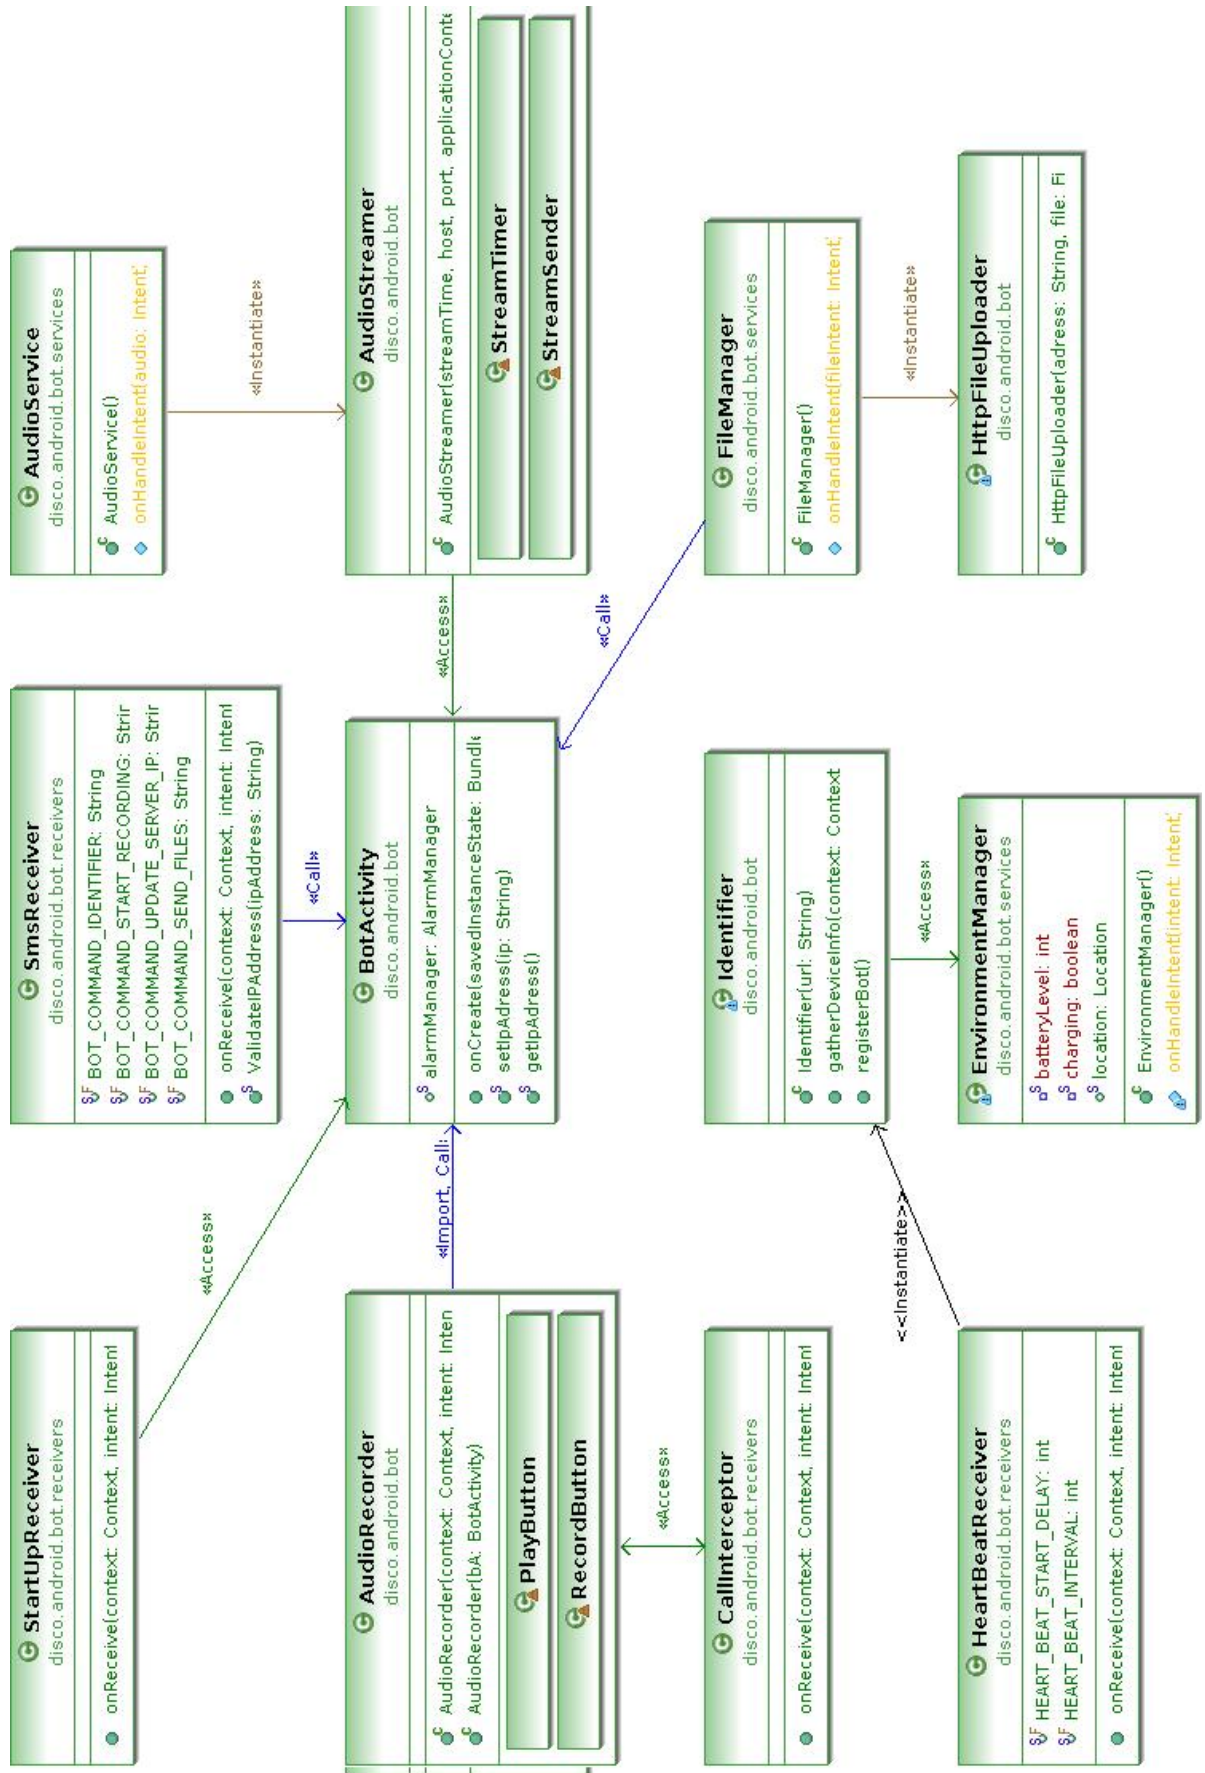 StartUpReceiver
disco.android.bot.receivers
onReceive(context: Context, intent: Intent
«Access»
SmsReceiver
disco.android.bot.receivers
BOT_COMMAND_IDENTIFIER: String
BOT_COMMAND_START_RECORDING: Strin
BOT_COMMAND_UPDATE_SERVER_IP: Strin
BOT_COMMAND_SEND_FILES: String
onReceive(context: Context, intent: Intent
ValidateIPAddress(ipAddress: String)
«Call»
AudioService
disco.android.bot.services
AudioService()
onHandleIntent(audio: Intent,
«Instantiate»
AudioRecorder
disco.android.bot
AudioRecorder(context: Context, intent: Inten
AudioRecorder(bA: BotActivity)
PlayButton
RecordButton
«Import, Call:
BotActivity
disco.android.bot
alarmManager: AlarmManager
onCreate(savedInstanceState: Bundle
setIpAdress(ip: String)
getIpAdress()
«Access»
AudioStreamer
disco.android.bot
AudioStreamer(streamTime, host, port, applicationConte
StreamTimer
StreamSender
«Access»
«Call»
CallInterceptor
disco.android.bot.receivers
onReceive(context: Context, intent: Intent
Identifier
disco.android.bot
Identifier(url: String)
gatherDeviceInfo(context: Context
registerBot()
FileManager
disco.android.bot.services
FileManager()
onHandleIntent(fileIntent: Intent,
<<Instantiate>>
«Access»
«Instantiate»
HeartBeatReceiver
disco.android.bot.receivers
HEART_BEAT_START_DELAY: int
HEART_BEAT_INTERVAL: int
onReceive(context: Context, intent: Intent
EnvironmentManager
disco.android.bot.services
batteryLevel: int
charging: boolean
location: Location
EnvironmentManager()
onHandleIntent(intent: Intent,
HttpFileUploader
disco.android.bot
HttpFileUploader(adress: String, file: Fi